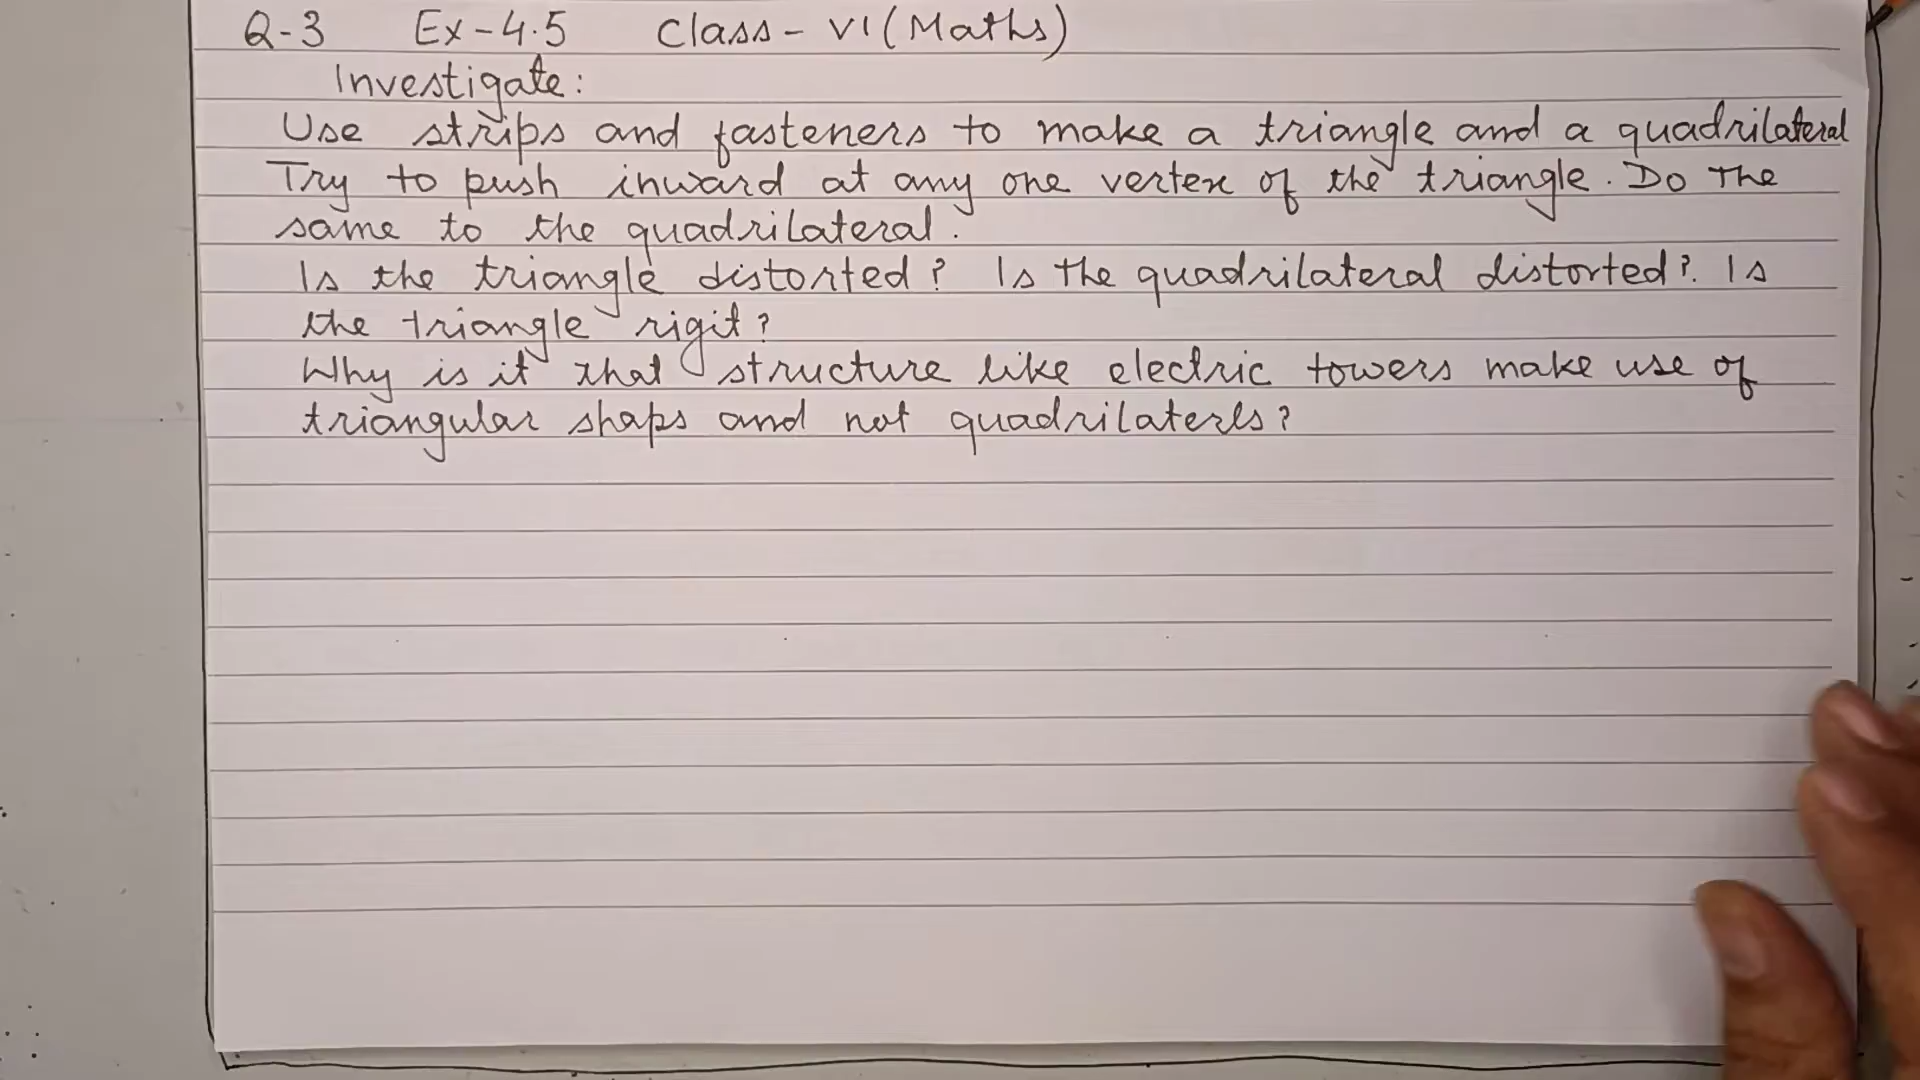 Q-3 Ex-4.5 Class- VI (Maths)
Investigate:
Use strips and fasteners to make a triangle and a quadrilateral
Try to push inward at any one vertex of the triangle. Do The
same to the quadrilateral.
Is the triangle distorted? Is the quadrilateral distorted? Is
the triangle rigit?
Why is it that structure like electric towers make use of
triangular shaps and not quadrilaterls?